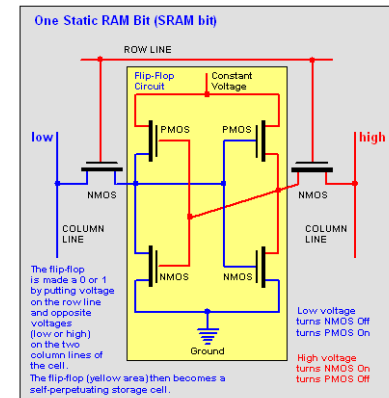 One Static RAM Bit (SRAM bit)
ROW LINE
Flip-Flop
Circuit
Constant
Voltage
low
high
PMOS
PMOS
NMOS
NMOS
COLUMN
LINE
COLUMN
LINE
NMOS
NMOS
The flip-flop
is made a 0 or 1
by putting voltage
on the row line
and opposite
voltages
(low or high)
on the two
column lines of
the cell.
The flip-flop (yellow area) then becomes a
self-perpetuating storage cell.
Ground
Low voltage
turns NMOS Off
turns PMOS On
High voltage
turns NMOS On
turns PMOS Off